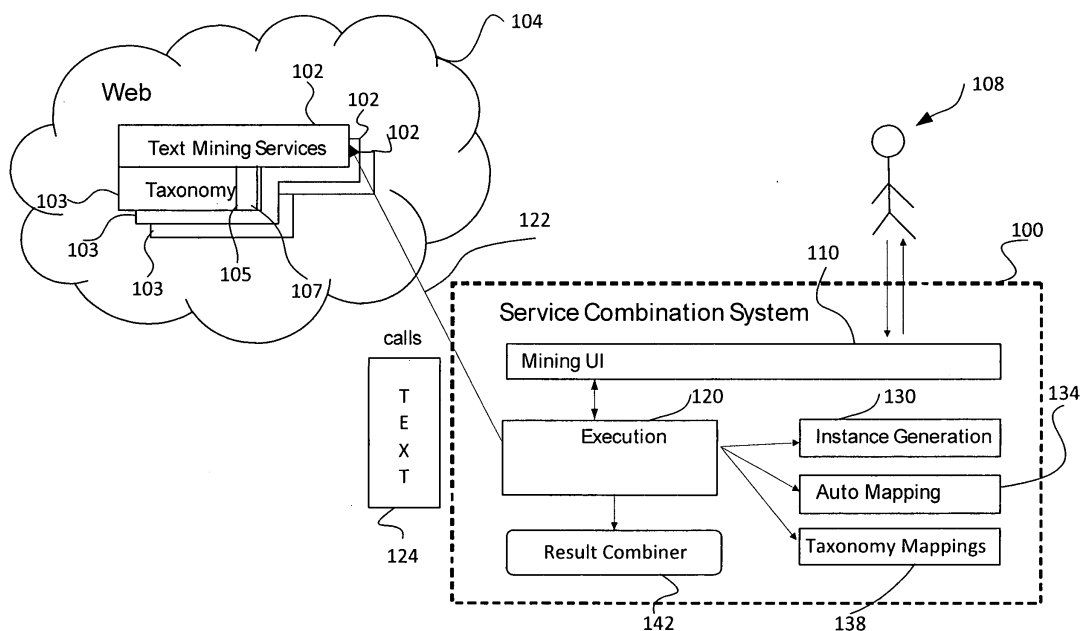 104
Web
102
102
102
108
Text Mining Services
Taxonomy
103
103
103
105
107
122
110
100
Service Combination System
calls
Mining UI
120
130
134
T
E
X
T
Execution
Instance Generation
Auto Mapping
Result Combiner
Taxonomy Mappings
124
142
138